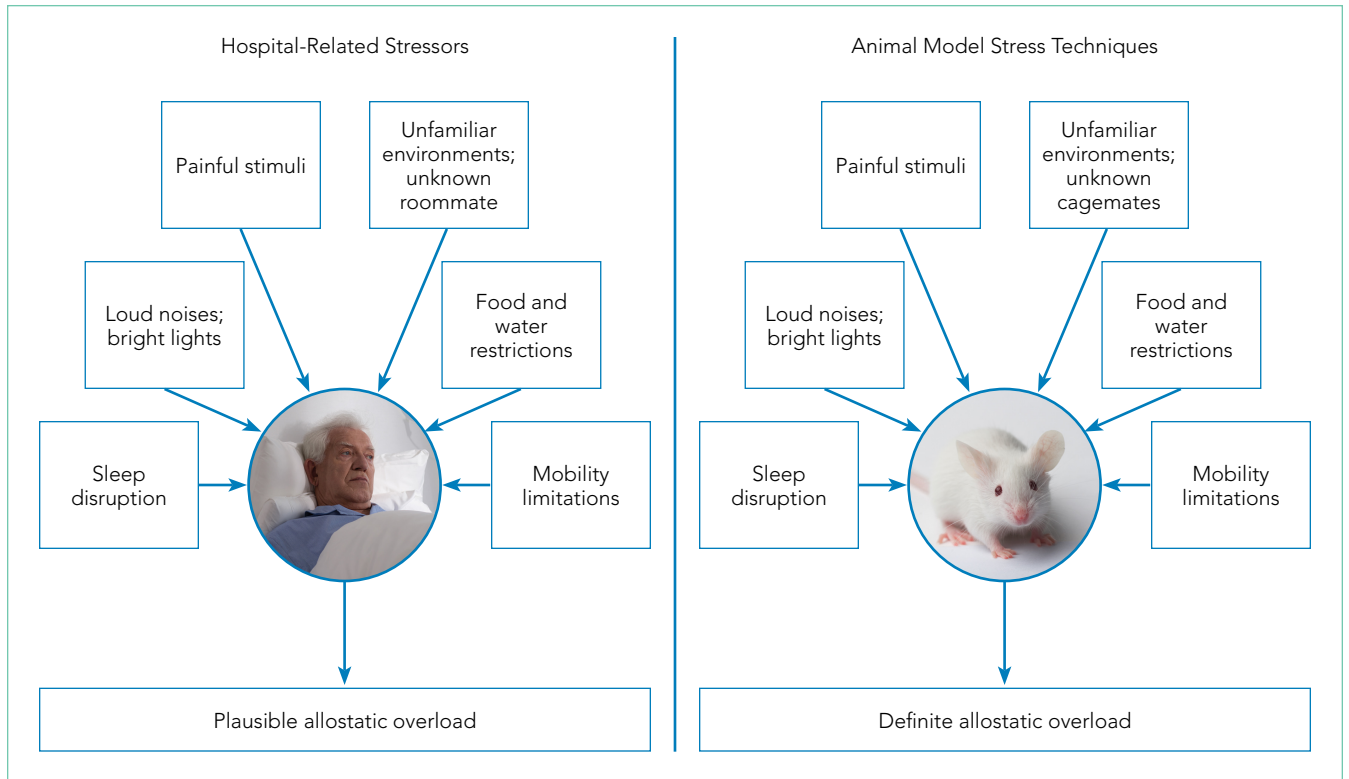 Hospital-Related Stressors
Painful stimuli
Unfamiliar
environments;
unknown
roommate
Loud noises;
bright lights
Food and
water
restrictions
Sleep
disruption
Mobility
limitations
Plausible allostatic overload
Animal Model Stress Techniques
Painful stimuli
Unfamiliar
environments;
unknown
cagemates
Loud noises;
bright lights
Food and
water
restrictions
Sleep
disruption
Mobility
limitations
Definite allostatic overload